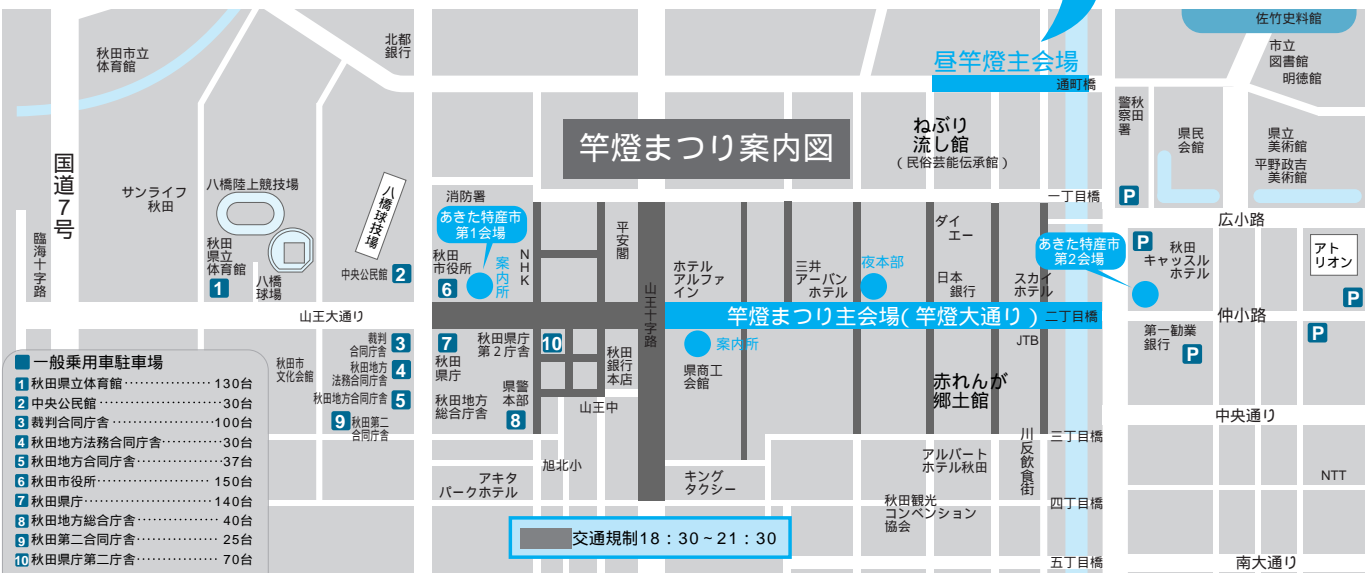 竿燈まつり案内図
昼竿燈主会場
通町橋
佐竹史料館
市立
図書館
明徳館
秋田市立
体育館
北都
銀行
ねぶり
流し館
(民俗芸能伝承館)
秋田
警察署
県民
会館
県立
美術館
平野政吉
美術館
国道7号
サンライフ
秋田
八橋陸上競技場
八橋球技場
消防署
あきた特産市
第1会場
一丁目橋
P
広小路
臨海十字路
秋田
県立
体育館
1
八橋
球場
中央公民館 2
秋田
市役所
6
案内所
NHK
平安閣
山王十字路
ホテル
アルファ
イン
三井
アーバン
ホテル
夜本部
ダイ
エー
日本
銀行
スカイ
ホテル
あきた特産市
第2会場
P
秋田
キャッスル
ホテル
アト
リオン
P
山王大通り
竿燈まつり主会場(竿燈大通り)
二丁目橋
仲小路
裁判
合同庁舎 3
秋田地方
法務合同庁舎 4
秋田地方合同庁舎 5
秋田市
文化会館
9 秋田第二
合同庁舎
7
秋田
県庁
秋田県庁
第2庁舎
10
秋田
銀行
本店
秋田地方
総合庁舎
県警
本部
8
山王中
案内所
県商工
会館
JTB
赤れんが
郷土館
第一勧業
銀行
P
P
中央通り
三丁目橋
川反飲食街
旭北小
アキタ
パークホテル
キング
タクシー
アルバート
ホテル秋田
秋田観光
コンベンション
協会
四丁目橋
NTT
五丁目橋
南大通り
交通規制18:30~21:30
一般乗用車駐車場
1 秋田県立体育館………………130台
2 中央公民館………………30台
3 裁判合同庁舎………………100台
4 秋田地方法務合同庁舎………30台
5 秋田地方合同庁舎……………37台
6 秋田市役所………………150台
7 秋田県庁………………140台
8 秋田地方総合庁舎……………40台
9 秋田第二合同庁舎……………25台
10 秋田県庁第二庁舎……………70台